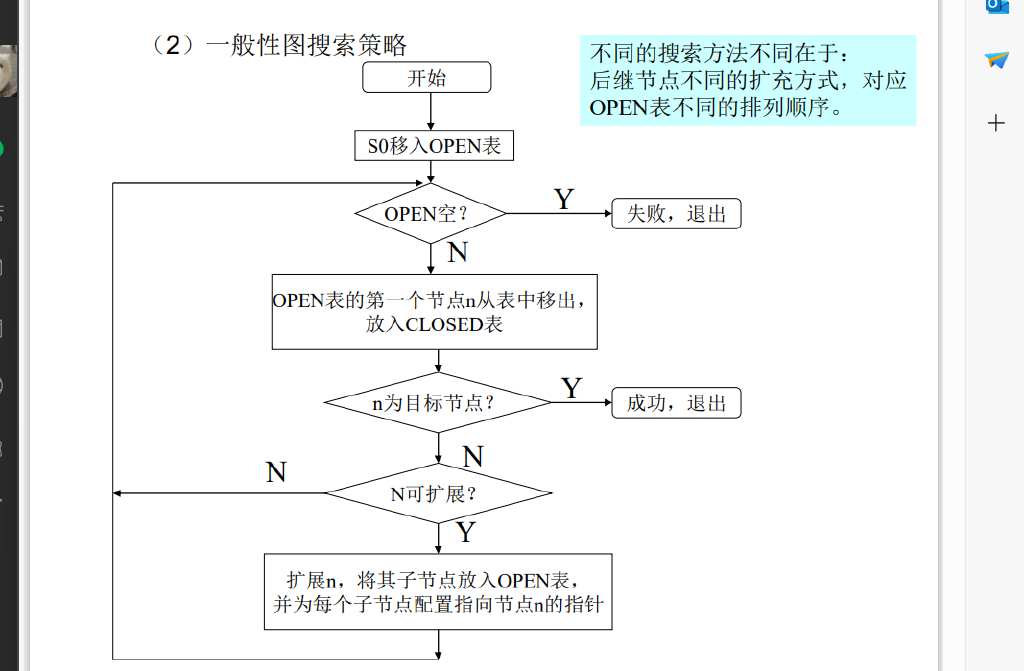 （2）一般性图搜索策略
不同的搜索方法不同在于：
后继节点不同的扩充方式，对应
OPEN表不同的排列顺序。
开始
S0移入OPEN表
OPEN空？
Y
失败，退出
N
OPEN表的第一个节点n从表中移出，
放入CLOSED表
n为目标节点？
Y
成功，退出
N
N可扩展？
N
Y
扩展n，将其子节点放入OPEN表，
并为每个子节点配置指向节点n的指针